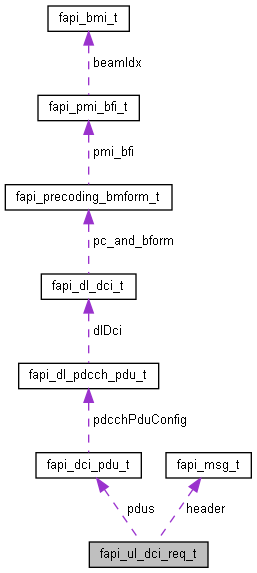 fapi_bmi_t
beamIdx
fapi_pmi_bfi_t
pmi_bfi
fapi_precoding_bmform_t
pc_and_bform
fapi_dl_dci_t
dlDci
fapi_dl_pdcch_pdu_t
pdcchPduConfig
fapi_dci_pdu_t
fapi_msg_t
pdus
header
fapi_ul_dci_req_t